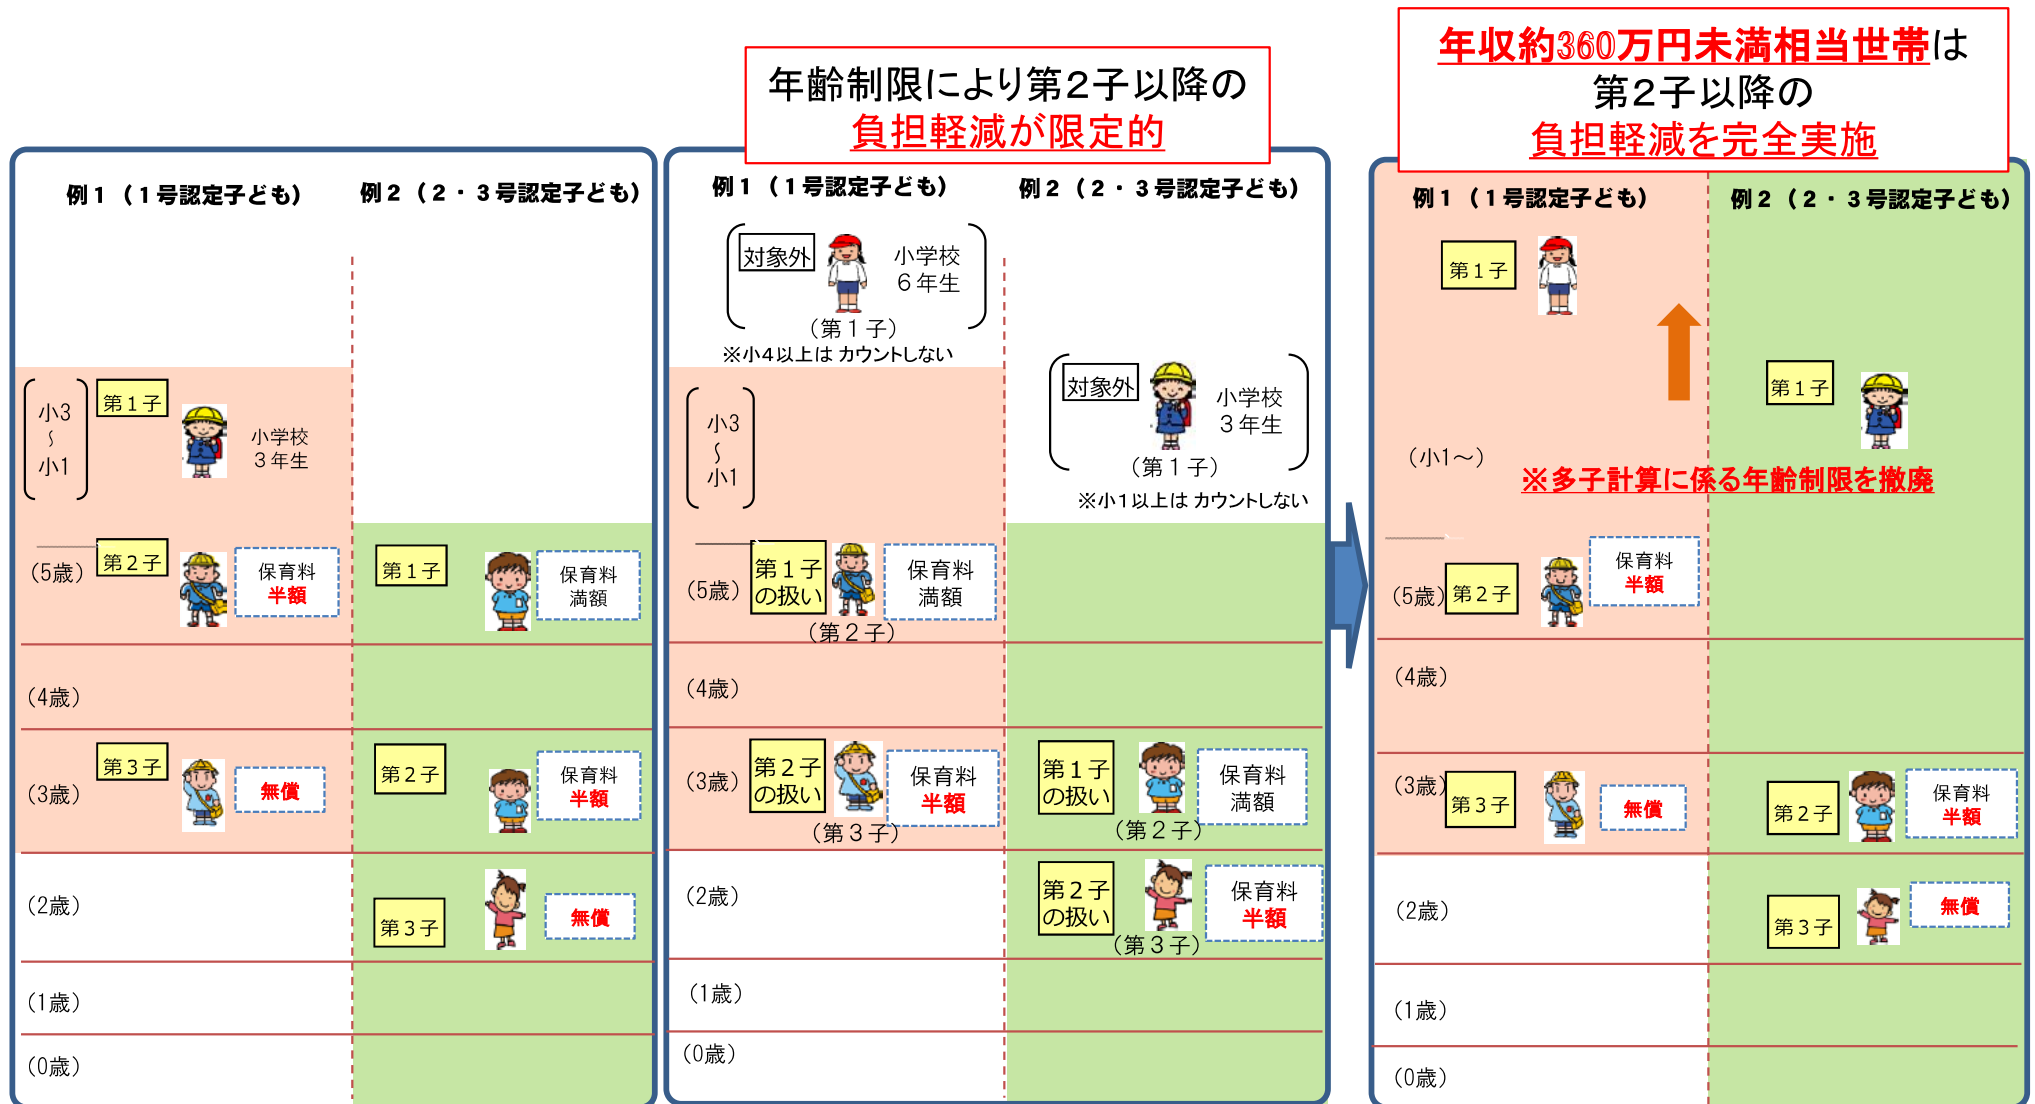 例１（１号認定子ども）
例２（２・３号認定子ども）
小3
～
小1
第１子
小学校
３年生
（5歳）
第２子
保育料
半額
第１子
保育料
満額
（4歳）
（3歳）
第３子
無償
第２子
保育料
半額
（2歳）
第３子
無償
（1歳）
（0歳）
年齢制限により第２子以降の
負担軽減が限定的
例１（１号認定子ども）
例２（２・３号認定子ども）
対象外
小学校
６年生
（第１子）
※小４以上は カウントしない
対象外
小学校
３年生
（第１子）
※小１以上は カウントしない
小3
～
小1
（5歳）
第１子
の扱い
（第２子）
保育料
満額
（4歳）
（3歳）
第２子
の扱い
（第３子）
保育料
半額
第１子
の扱い
（第２子）
保育料
満額
（2歳）
第２子
の扱い
（第３子）
保育料
半額
（1歳）
（0歳）
年収約360万円未満相当世帯は
第２子以降の
負担軽減を完全実施
例１（１号認定子ども）
例２（２・３号認定子ども）
第１子
第１子
（小1～）
※多子計算に係る年齢制限を撤廃
（5歳）
第２子
保育料
半額
（4歳）
（3歳）
第３子
無償
第２子
保育料
半額
（2歳）
第３子
無償
（1歳）
（0歳）